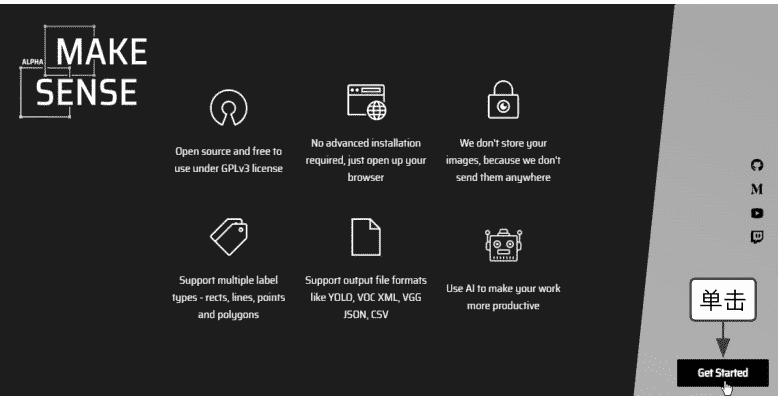 ALPHA
MAKE
SENSE
Open source and free to
use under GPLv3 license
No advanced installation
required, just open up your
browser
We don't store your
images, because we don't
send them anywhere
Support multiple label
types - rects, lines, points
and polygons
Support output file formats
like YOLO, VOC XML, VGG
JSON, CSV
Use AI to make your work
more productive
单击
Get Started